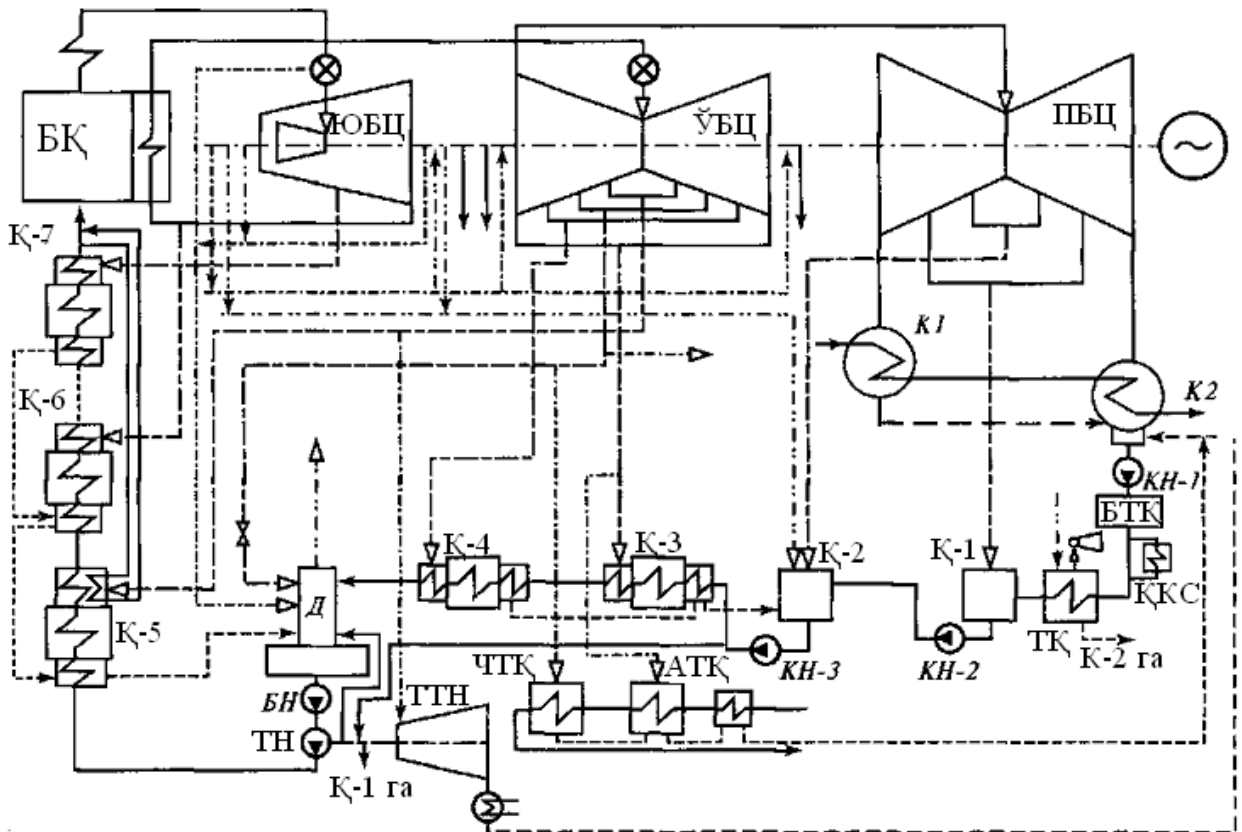 БҚ
ЮБЦ
ЎБЦ
ПБЦ
~
Қ-7
К1
Қ-6
К2
КН-1
БТҚ
Қ-4
Қ-3
Қ-2
Қ-1
ҚКС
Д
Қ-5
ТҚ
Қ-2 га
КН-3
КН-2
ЧТҚ
АТҚ
БН
ТТН
ТН
Қ-1 га